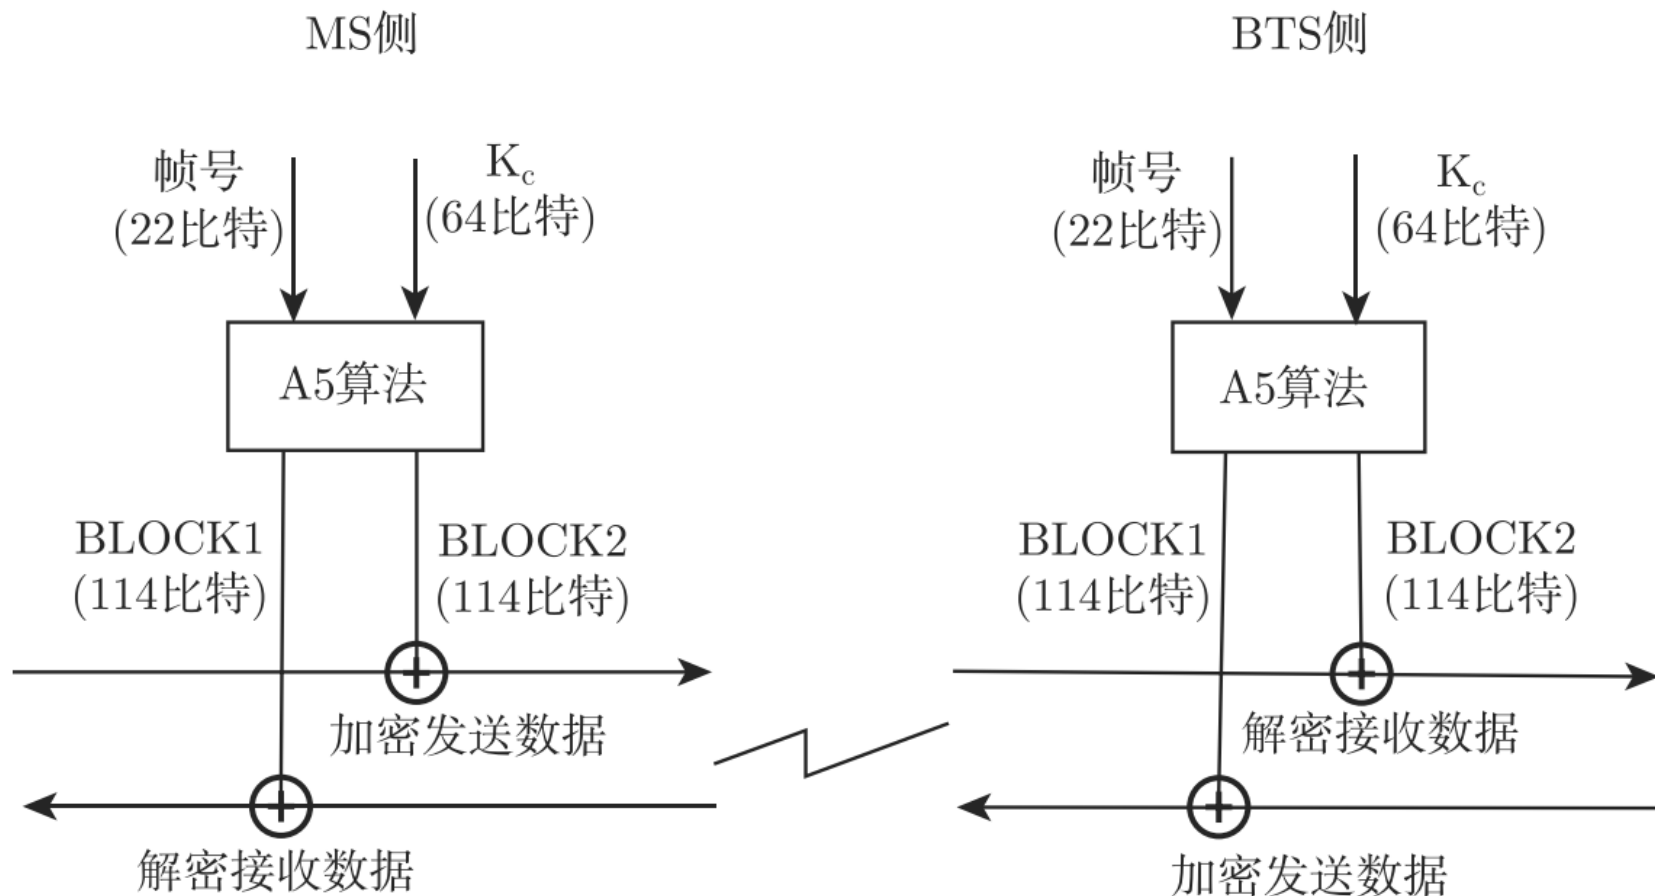 MS侧
帧号
(22比特)
K_c
(64比特)
A5算法
BLOCK1
(114比特)
BLOCK2
(114比特)
加密发送数据
解密接收数据
BTS侧
帧号
(22比特)
K_c
(64比特)
A5算法
BLOCK1
(114比特)
BLOCK2
(114比特)
解密接收数据
加密发送数据